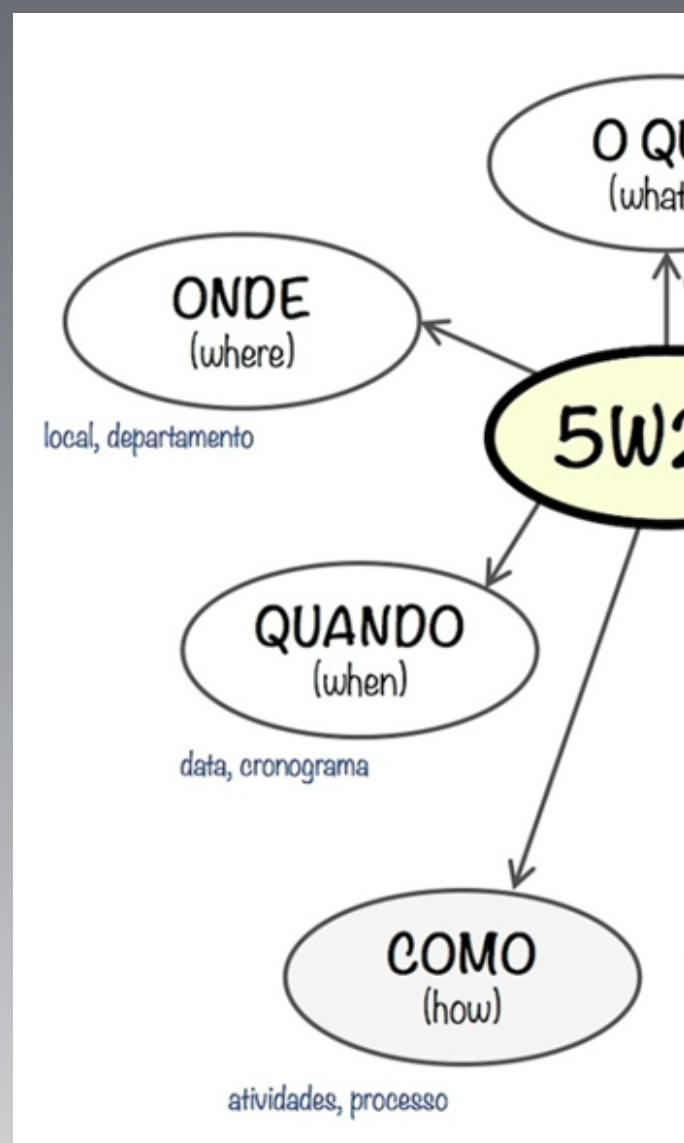 O QU
(what
ONDE
(where)
local, departamento
5W2
QUANDO
(when)
data, cronograma
COMO
(how)
atividades, processo